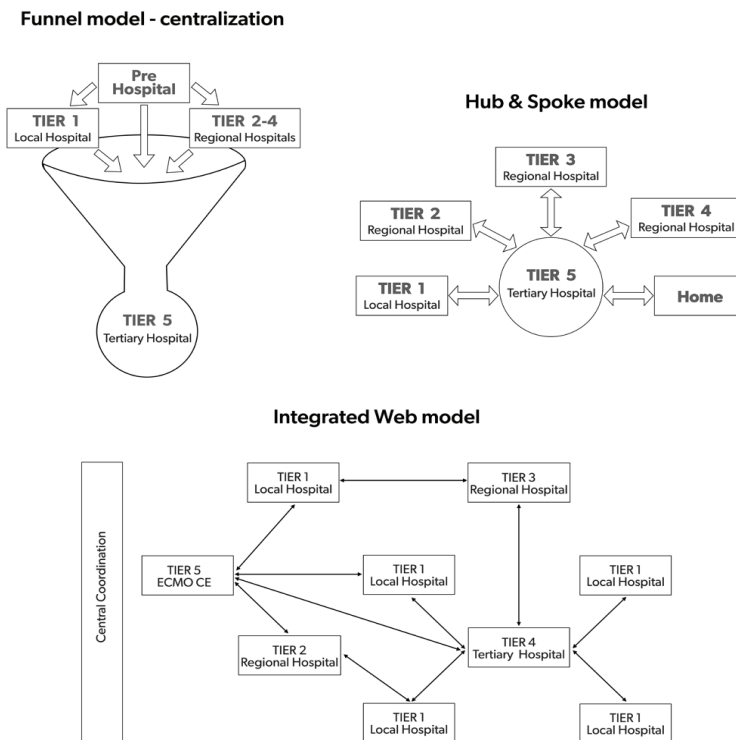 Funnel model - centralization
Pre
Hospital
TIER 1
Local Hospital
TIER 2-4
Regional Hospitals
TIER 5
Tertiary Hospital
Hub & Spoke model
TIER 3
Regional Hospital
TIER 2
Regional Hospital
TIER 4
Regional Hospital
TIER 1
Local Hospital
TIER 5
Tertiary Hospital
Home
Integrated Web model
Central Coordination
TIER 1
Local Hospital
TIER 3
Regional Hospital
TIER 5
ECMO CE
TIER 1
Local Hospital
TIER 1
Local Hospital
TIER 2
Regional Hospital
TIER 4
Tertiary Hospital
TIER 1
Local Hospital
TIER 1
Local Hospital